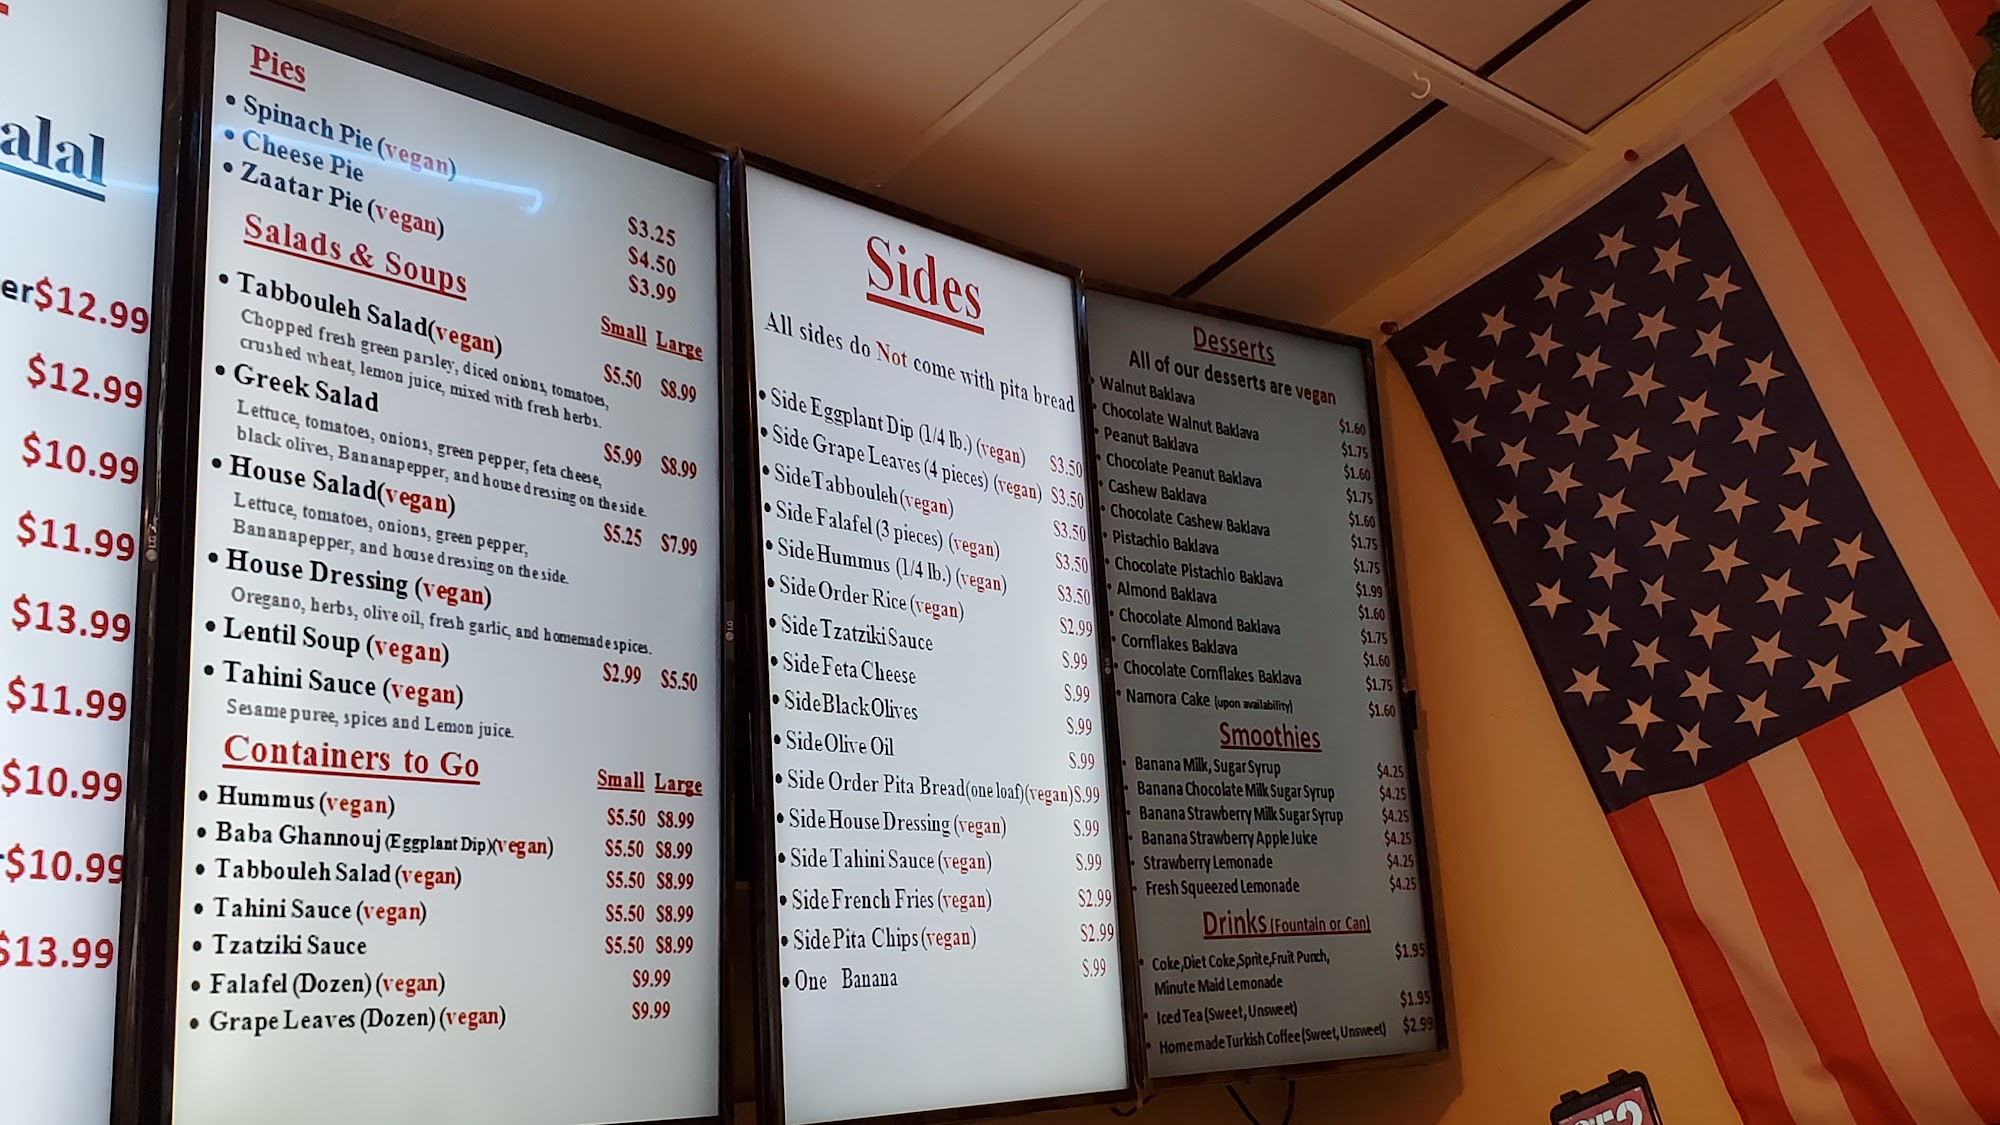 alal
er $12.99
$12.99
$10.99
$11.99
$13.99
$11.99
$10.99
$10.99
$13.99
Pies
• Spinach Pie (vegan) $3.25
• Cheese Pie $4.50
• Zaatar Pie (vegan) $3.99
Salads & Soups
Small Large
• Tabbouleh Salad(vegan) $5.50 $8.99
Chopped fresh green parsley, diced onions, tomatoes,
crushed wheat, lemon juice, mixed with fresh herbs.
• Greek Salad $5.99 $8.99
Lettuce, tomatoes, onions, green pepper, feta cheese,
black olives, Bananapepper, and house dressing on the side.
• House Salad(vegan) $5.25 $7.99
Lettuce, tomatoes, onions, green pepper,
Bananapepper, and house dressing on the side.
• House Dressing (vegan)
Oregano, herbs, olive oil, fresh garlic, and homemade spices.
• Lentil Soup (vegan) $2.99 $5.50
• Tahini Sauce (vegan)
Sesame puree, spices and Lemon juice.
Containers to Go
Small Large
• Hummus (vegan) $5.50 $8.99
• Baba Ghannouj (Eggplant Dip)(vegan) $5.50 $8.99
• Tabbouleh Salad (vegan) $5.50 $8.99
• Tahini Sauce (vegan) $5.50 $8.99
• Tzatziki Sauce $5.50 $8.99
• Falafel (Dozen) (vegan) $9.99
• Grape Leaves (Dozen) (vegan) $9.99
LG
LG
Sides
All sides do Not come with pita bread
• Side Eggplant Dip (1/4 lb.) (vegan) $3.50
• Side Grape Leaves (4 pieces) (vegan) $3.50
• Side Tabbouleh (vegan) $3.50
• Side Falafel (3 pieces) (vegan) $3.50
• Side Hummus (1/4 lb.) (vegan) $3.50
• Side Order Rice (vegan) $2.99
• Side Tzatziki Sauce $.99
• Side Feta Cheese $.99
• Side Black Olives $.99
• Side Olive Oil $.99
• Side Order Pita Bread(one loaf)(vegan) $.99
• Side House Dressing (vegan) $.99
• Side Tahini Sauce (vegan) $.99
• Side French Fries (vegan) $2.99
• Side Pita Chips (vegan) $2.99
• One Banana $.99
Desserts
All of our desserts are vegan
• Walnut Baklava $1.60
• Chocolate Walnut Baklava $1.75
• Peanut Baklava $1.60
• Chocolate Peanut Baklava $1.75
• Cashew Baklava $1.60
• Chocolate Cashew Baklava $1.75
• Pistachio Baklava $1.75
• Chocolate Pistachio Baklava $1.99
• Almond Baklava $1.60
• Chocolate Almond Baklava $1.75
• Cornflakes Baklava $1.60
• Chocolate Cornflakes Baklava $1.75
• Namora Cake (upon availability) $1.60
Smoothies
• Banana Milk, Sugar Syrup $4.25
• Banana Chocolate Milk Sugar Syrup $4.25
• Banana Strawberry Milk Sugar Syrup $4.25
• Banana Strawberry Apple Juice $4.25
• Strawberry Lemonade $4.25
• Fresh Squeezed Lemonade $4.25
Drinks (Fountain or Can)
• Coke,Diet Coke,Sprite,Fruit Punch, $1.95
Minute Maid Lemonade
• Iced Tea (Sweet, Unsweet) $1.95
• Homemade Turkish Coffee (Sweet, Unsweet) $2.99